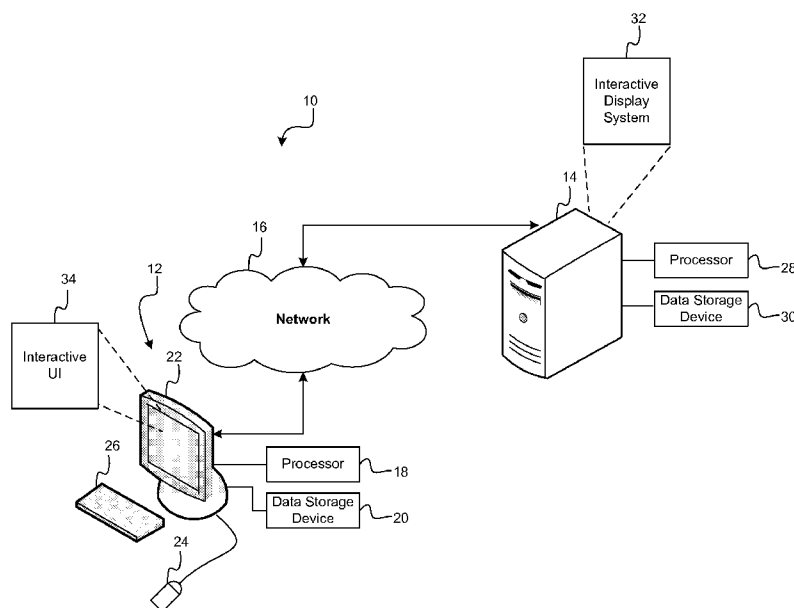 32
Interactive
Display
System
10
14
16
Processor
28
12
34
Network
Data Storage
Device
30
22
Interactive
UI
26
Processor
18
Data Storage
Device
20
24